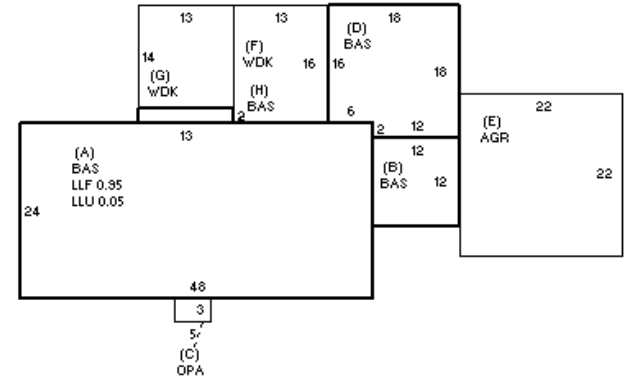 13
13
18
14
(G)
WDK
(F)
WDK
16
(H)
BAS
2
(D)
BAS
16
18
6
2
12
22
(E)
AGR
22
13
(A)
BAS
LLF 0.95
LLU 0.05
24
48
12
(B)
BAS
12
3
5
(C)
OPA